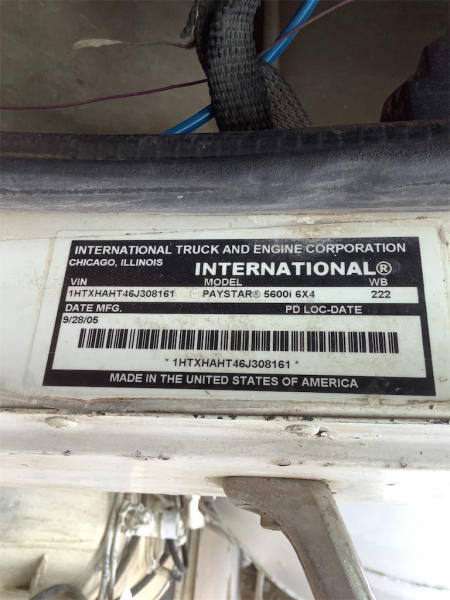 INTERNATIONAL TRUCK AND ENGINE CORPORATION
CHICAGO, ILLINOIS
INTERNATIONAL®
VIN MODEL WB
1HTXHAHT46J308161 PAYSTAR® 5600i 6X4 222
DATE MFG. PD LOC-DATE
9/28/05
* 1HTXHAHT46J308161 *
MADE IN THE UNITED STATES OF AMERICA